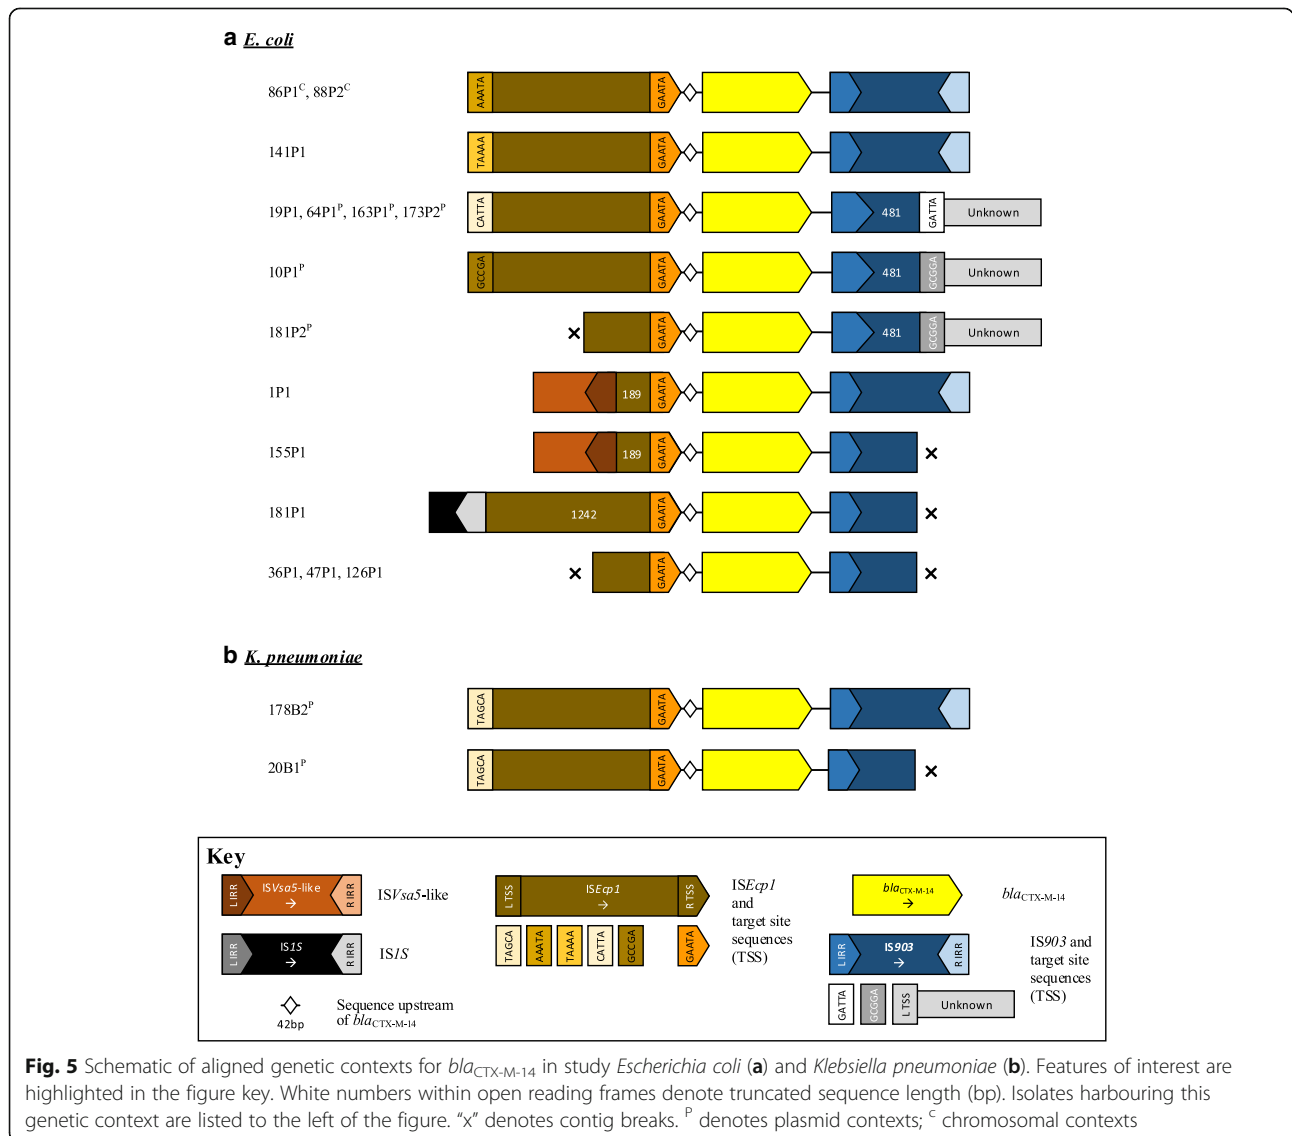 a E. coli
86P1C, 88P2C
AAATA
GAATA
141P1
TAAAA
GAATA
19P1, 64P1P, 163P1P, 173P2P
CATTA
GAATA
481
GATTA
Unknown
10P1P
GCCGA
GAATA
481
GCGGA
Unknown
181P2P
×
GAATA
481
GCGGA
Unknown
1P1
189
GAATA
155P1
189
GAATA
×
181P1
1242
GAATA
×
36P1, 47P1, 126P1
×
GAATA
×
b K. pneumoniae
178B2P
TAGCA
GAATA
20B1P
TAGCA
GAATA
×
Key
LIRR
ISVsa5-like
→
RIRR
ISVsa5-like
LIRR
IS1S
→
RIRR
IS1S
42bp
Sequence upstream
of blaCTX-M-14
LTSS
ISEcp1
→
RTSS
TAGCA
AAATA
TAAAA
CATTA
GCCGA
GAATA
ISEcp1
and
target site
sequences
(TSS)
blaCTX-M-14
→
blaCTX-M-14
LIRR
IS903
→
RIRR
GATTA
GCGGA
LTSS
Unknown
IS903 and
target site
sequences
(TSS)
Fig. 5 Schematic of aligned genetic contexts for blaCTX-M-14 in study Escherichia coli (a) and Klebsiella pneumoniae (b). Features of interest are
highlighted in the figure key. White numbers within open reading frames denote truncated sequence length (bp). Isolates harbouring this
genetic context are listed to the left of the figure. “x” denotes contig breaks. P denotes plasmid contexts; C chromosomal contexts